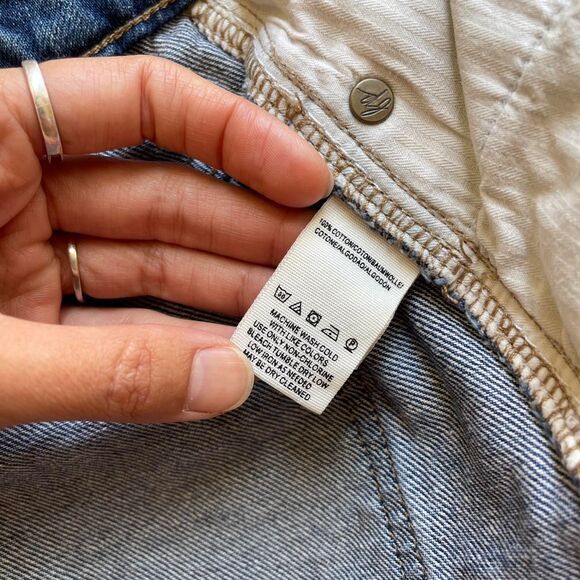 100% COTTON/COTON/BAUMWOLLE/
COTONE/ALGODÃO/ALGODÓN
30
MACHINE WASH COLD
WITH LIKE COLORS
USE ONLY NON-CHLORINE
BLEACH TUMBLE DRY LOW
LOW IRON AS NEEDED
MAY BE DRY CLEANED